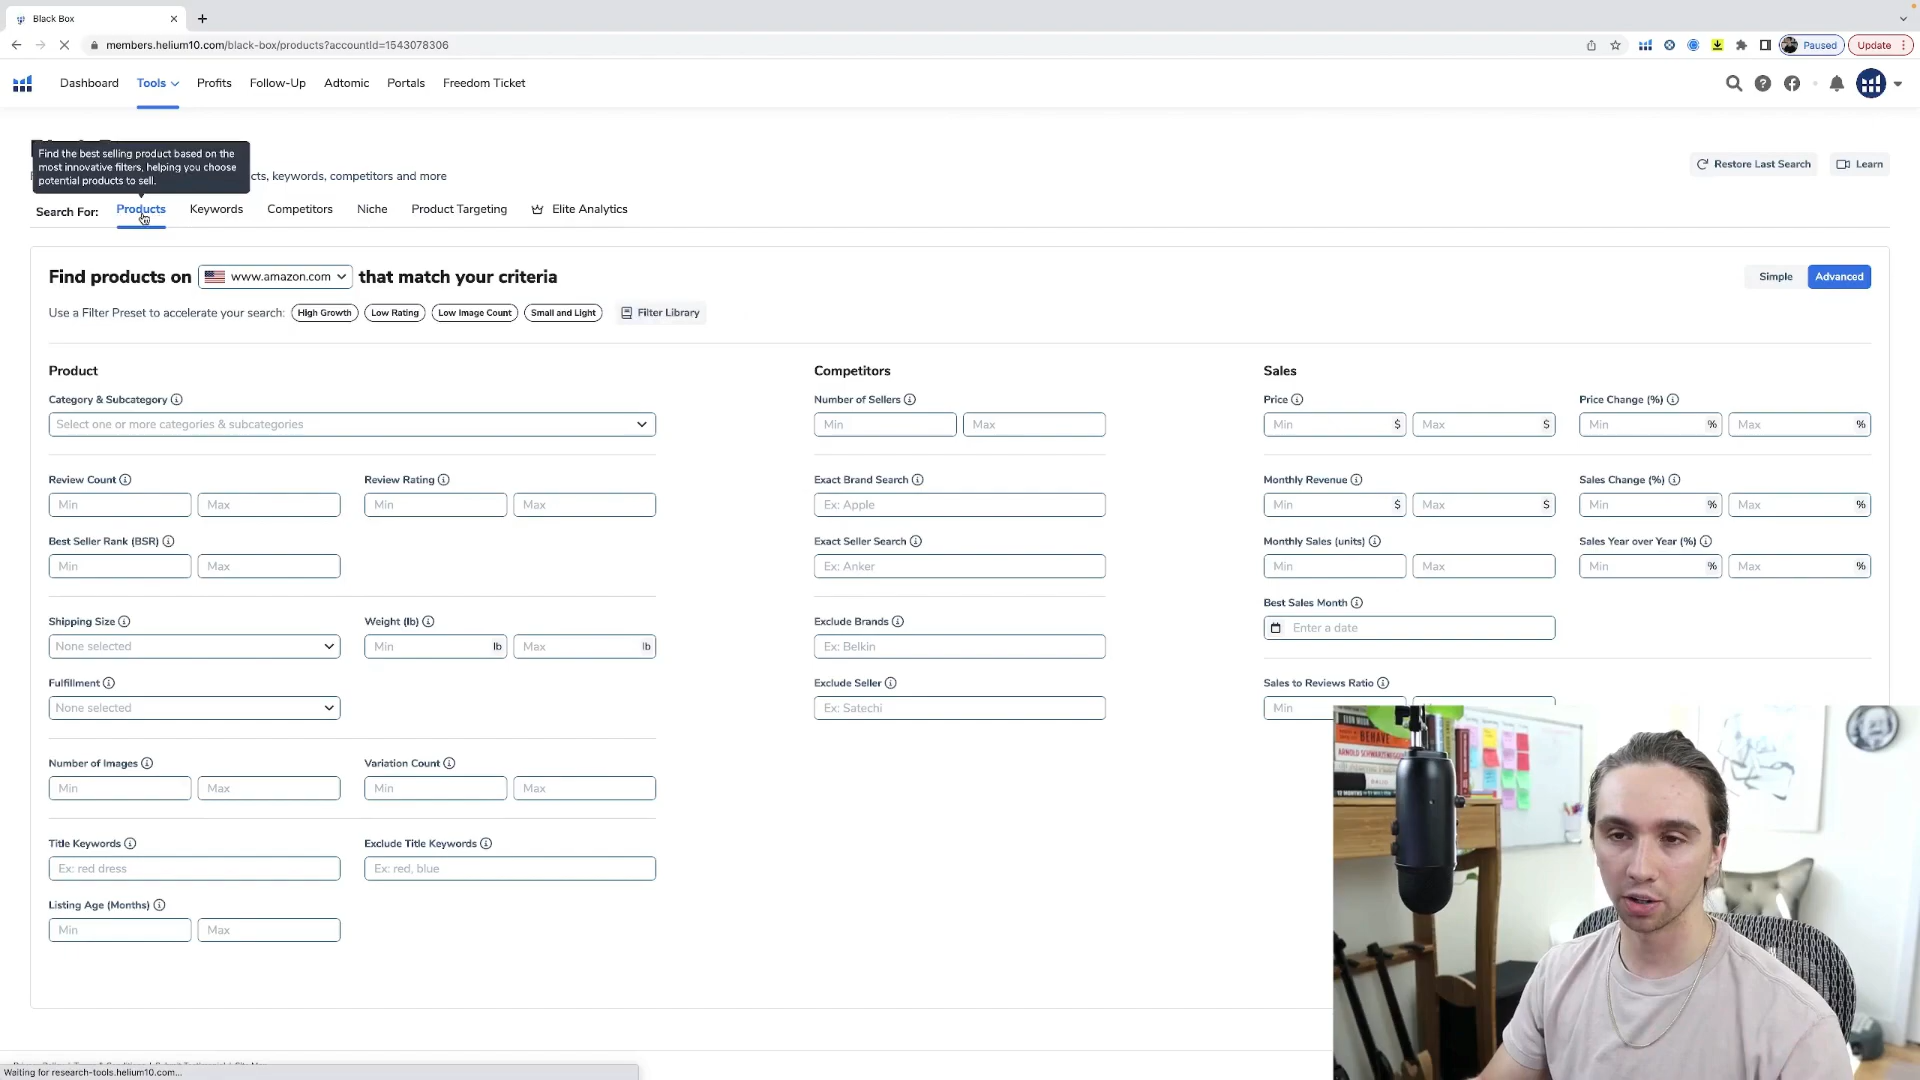 Black Box
members.helium10.com/black-box/products?accountId=1543078306
Paused
Update
Dashboard
Tools
Profits
Follow-Up
Adtomic
Portals
Freedom Ticket
Find the best selling product based on the
most innovative filters, helping you choose
potential products to sell.
cts, keywords, competitors and more
Restore Last Search
Learn
Search For:
Products
Keywords
Competitors
Niche
Product Targeting
Elite Analytics
Find products on www.amazon.com that match your criteria
Simple
Advanced
Use a Filter Preset to accelerate your search: High Growth Low Rating Low Image Count Small and Light Filter Library
Product
Category & Subcategory
Select one or more categories & subcategories
Review Count
Min Max
Review Rating
Min Max
Best Seller Rank (BSR)
Min Max
Shipping Size
None selected
Weight (lb)
Min lb Max lb
Fulfillment
None selected
Number of Images
Min Max
Variation Count
Min Max
Title Keywords
Ex: red dress
Exclude Title Keywords
Ex: red, blue
Listing Age (Months)
Min Max
Competitors
Number of Sellers
Min Max
Exact Brand Search
Ex: Apple
Exact Seller Search
Ex: Anker
Exclude Brands
Ex: Belkin
Exclude Seller
Ex: Satechi
Sales
Price
Min $ Max $
Price Change (%)
Min % Max %
Monthly Revenue
Min $ Max $
Sales Change (%)
Min % Max %
Monthly Sales (units)
Min Max
Sales Year over Year (%)
Min % Max %
Best Sales Month
Enter a date
Sales to Reviews Ratio
Min
BEHAVE
ARNOLD SCHWARZENEGGER
Waiting for research-tools.helium10.com...